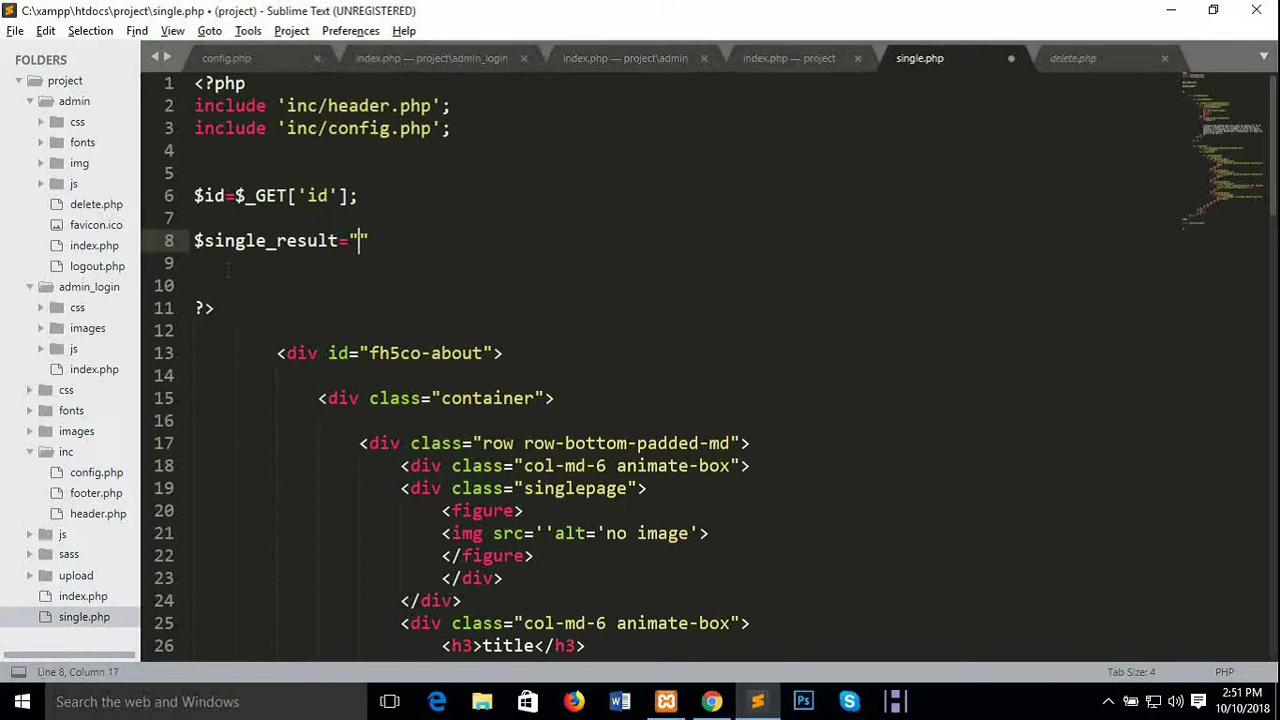 C:\xampp\htdocs\project\single.php • (project) - Sublime Text (UNREGISTERED)
File Edit Selection Find View Goto Tools Project Preferences Help
FOLDERS
project
admin
css
fonts
img
js
delete.php
favicon.ico
index.php
logout.php
admin_login
css
images
js
index.php
css
fonts
images
inc
config.php
footer.php
header.php
js
sass
upload
index.php
single.php
config.php index.php — project\admin_login index.php — project\admin index.php — project single.php delete.php
1 <?php
2 include 'inc/header.php';
3 include 'inc/config.php';
4
5
6 $id=$_GET['id'];
7
8 $single_result=""
9
10
11 ?>
12
13 <div id="fh5co-about">
14
15 <div class="container">
16
17 <div class="row row-bottom-padded-md">
18 <div class="col-md-6 animate-box">
19 <div class="singlepage">
20 <figure>
21 <img src=''alt='no image'>
22 </figure>
23 </div>
24 </div>
25 <div class="col-md-6 animate-box">
26 <h3>title</h3>
Line 8, Column 17 Tab Size: 4 PHP
Search the web and Windows
2:51 PM
10/10/2018